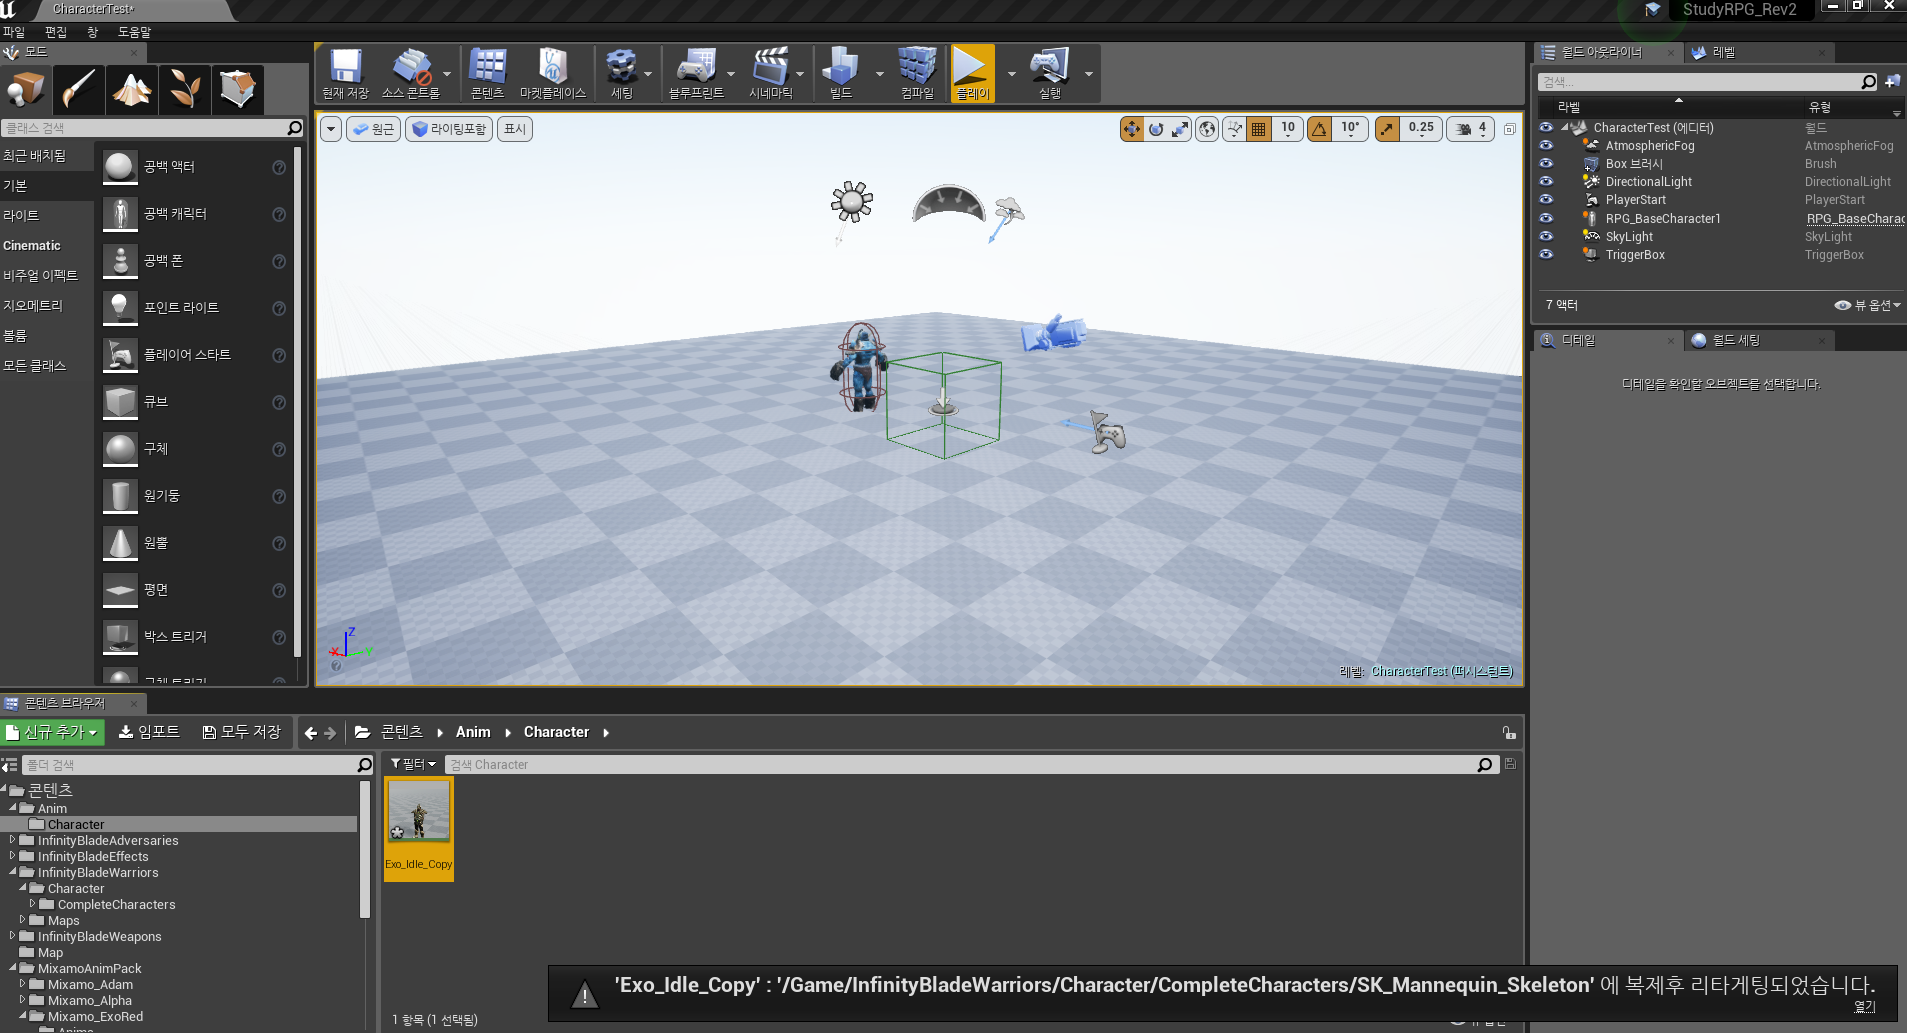 CharacterTest*
StudyRPG_Rev2
파일 편집 창 도움말
모드
현재 저장
소스 콘트롤
콘텐츠
마켓플레이스
세팅
블루프린트
시네마틱
빌드
컴파일
플레이
실행
클래스 검색
최근 배치됨
기본
라이트
Cinematic
비주얼 이펙트
지오메트리
볼륨
모든 클래스
공백 액터
공백 캐릭터
공백 폰
포인트 라이트
플레이어 스타트
큐브
구체
원기둥
원뿔
평면
박스 트리거
구체 트리거
원근
라이팅포함
표시
10
10°
0.25
4
Z
X
Y
레벨: CharacterTest (퍼시스턴트)
월드 아웃라이너
레벨
검색...
라벨 유형
CharacterTest (에디터) 월드
AtmosphericFog AtmosphericFog
Box 브러시 Brush
DirectionalLight DirectionalLight
PlayerStart PlayerStart
RPG_BaseCharacter1 RPG_BaseCharac
SkyLight SkyLight
TriggerBox TriggerBox
7 액터
뷰 옵션
디테일
월드 세팅
디테일을 확인할 오브젝트를 선택합니다.
콘텐츠 브라우저
신규 추가
임포트
모두 저장
콘텐츠 Anim Character
폴더 검색
필터
검색 Character
콘텐츠
Anim
Character
InfinityBladeAdversaries
InfinityBladeEffects
InfinityBladeWarriors
Character
CompleteCharacters
Maps
InfinityBladeWeapons
Map
MixamoAnimPack
Mixamo_Adam
Mixamo_Alpha
Mixamo_ExoRed
Exo_Idle_Copy
1 항목 (1 선택됨)
'Exo_Idle_Copy' : '/Game/InfinityBladeWarriors/Character/CompleteCharacters/SK_Mannequin_Skeleton' 에 복제후 리타게팅되었습니다.
열기